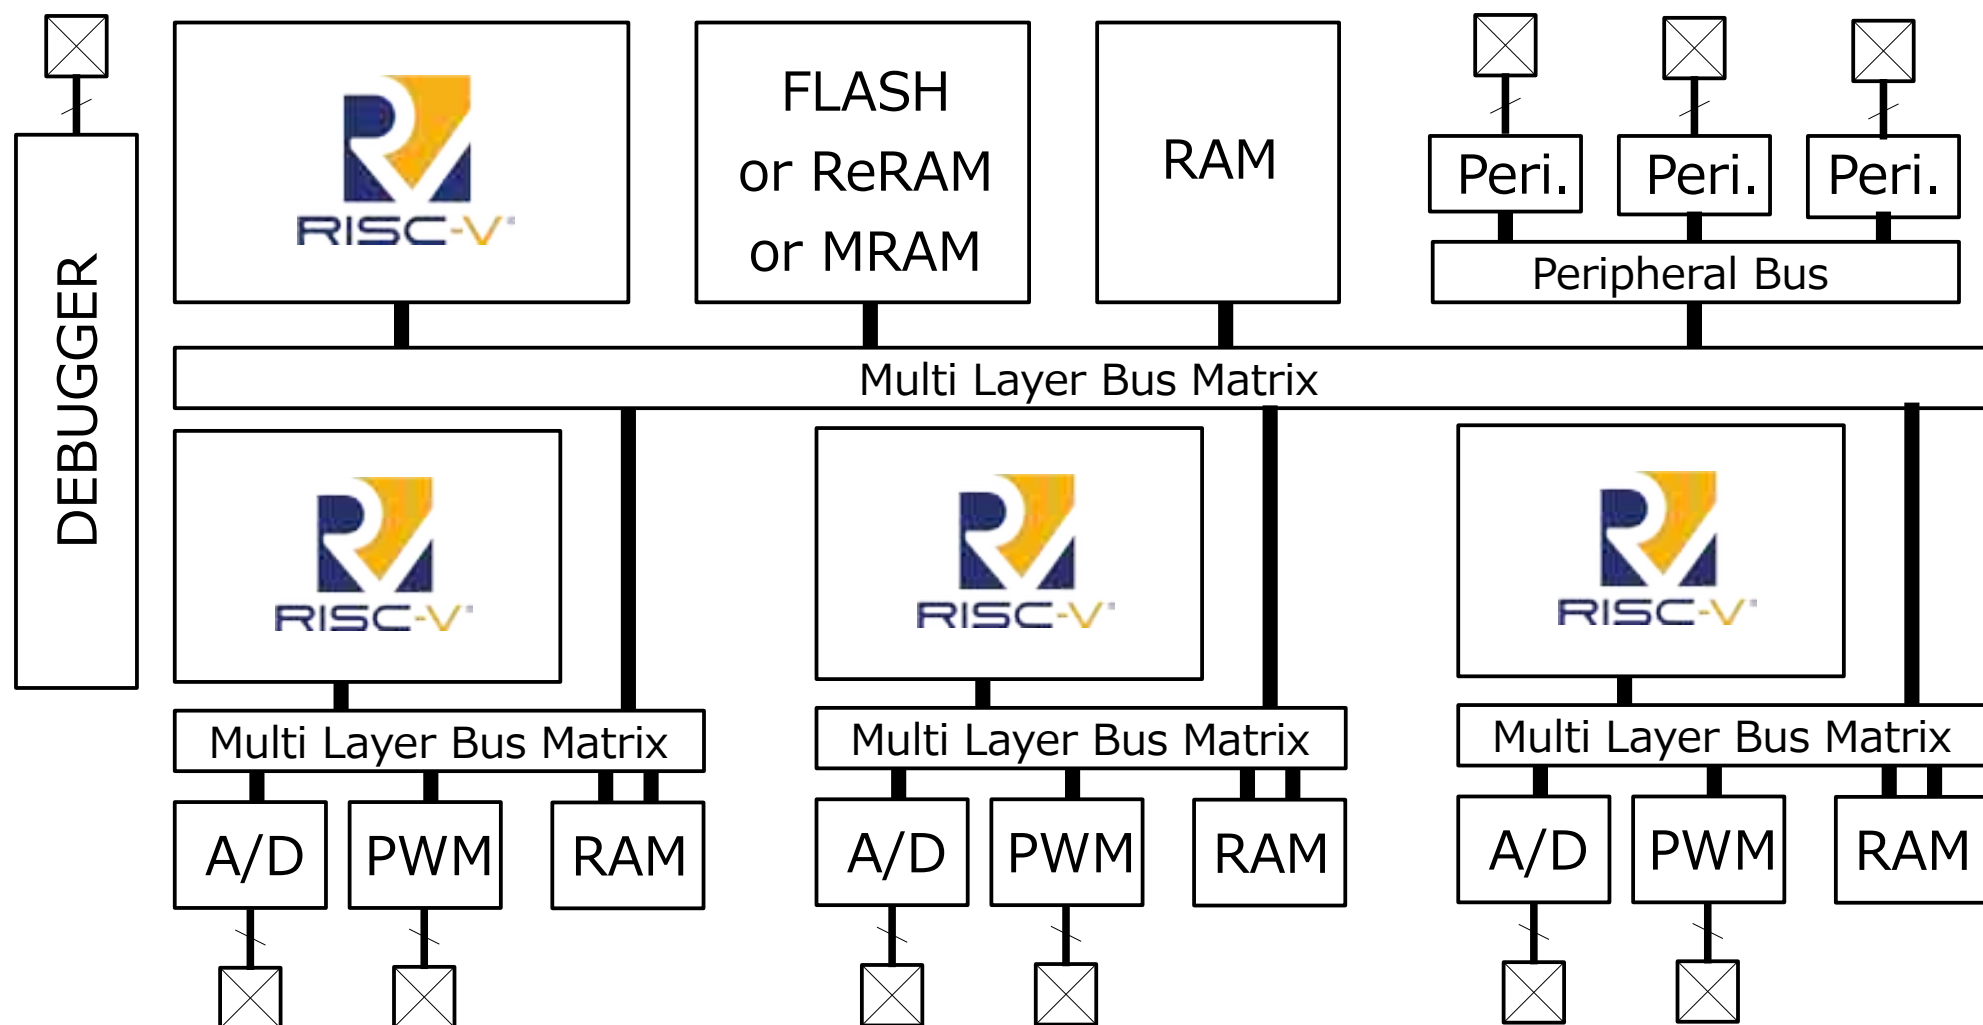 DEBUGGER
RISC-V®
FLASH
or ReRAM
or MRAM
RAM
Peri.
Peri.
Peri.
Peripheral Bus
Multi Layer Bus Matrix
RISC-V®
RISC-V®
RISC-V®
Multi Layer Bus Matrix
Multi Layer Bus Matrix
Multi Layer Bus Matrix
A/D
PWM
RAM
A/D
PWM
RAM
A/D
PWM
RAM